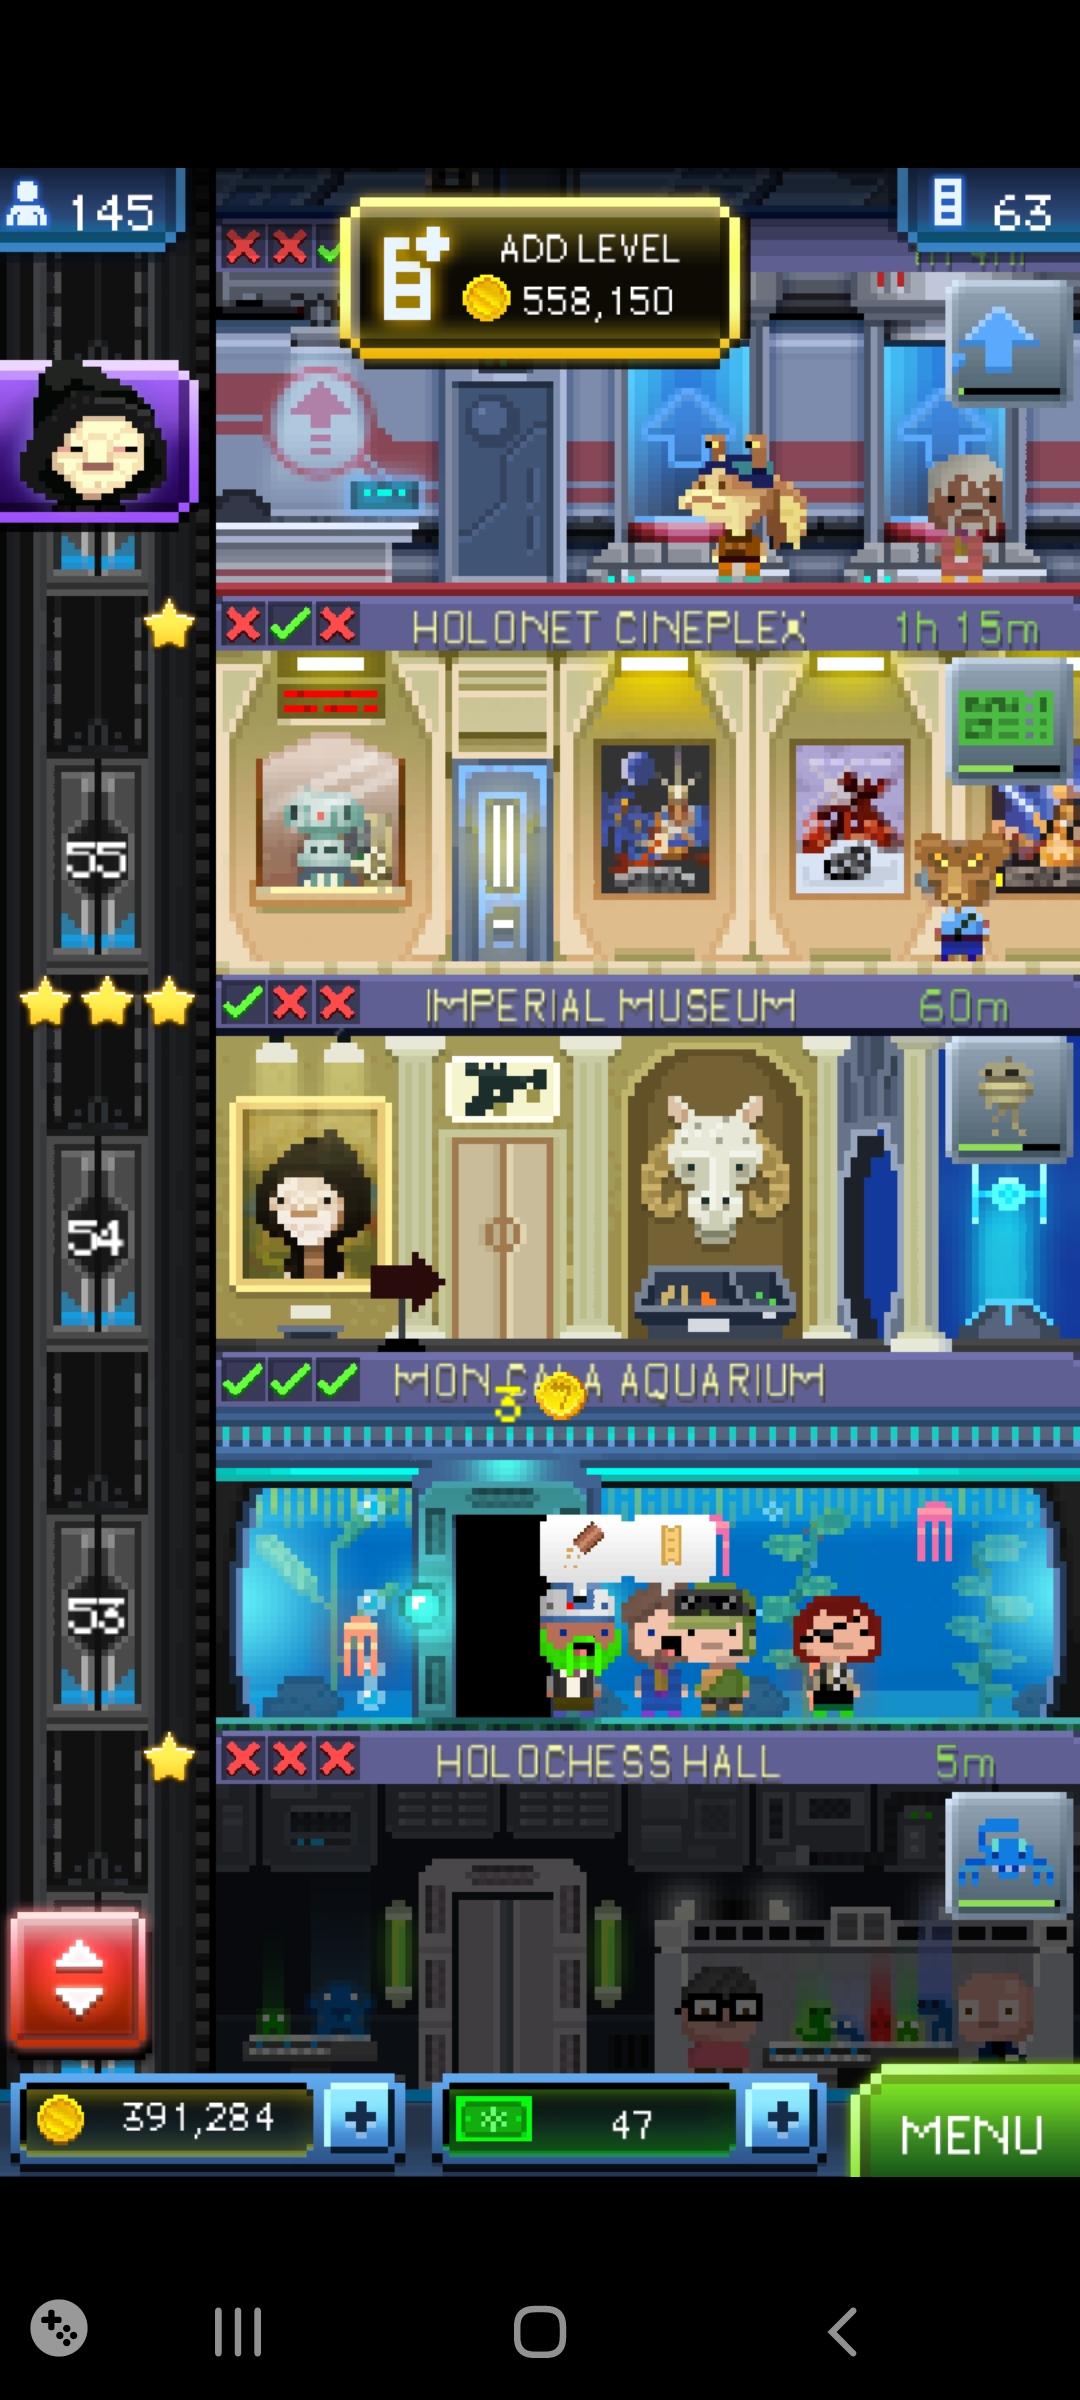 145
ADD LEVEL
558,150
63
HOLONET CINEPLEX
1h 15m
55
IMPERIAL MUSEUM
60m
54
MON CALA AQUARIUM
3
53
HOLOCHESS HALL
5m
391,284
47
MENU